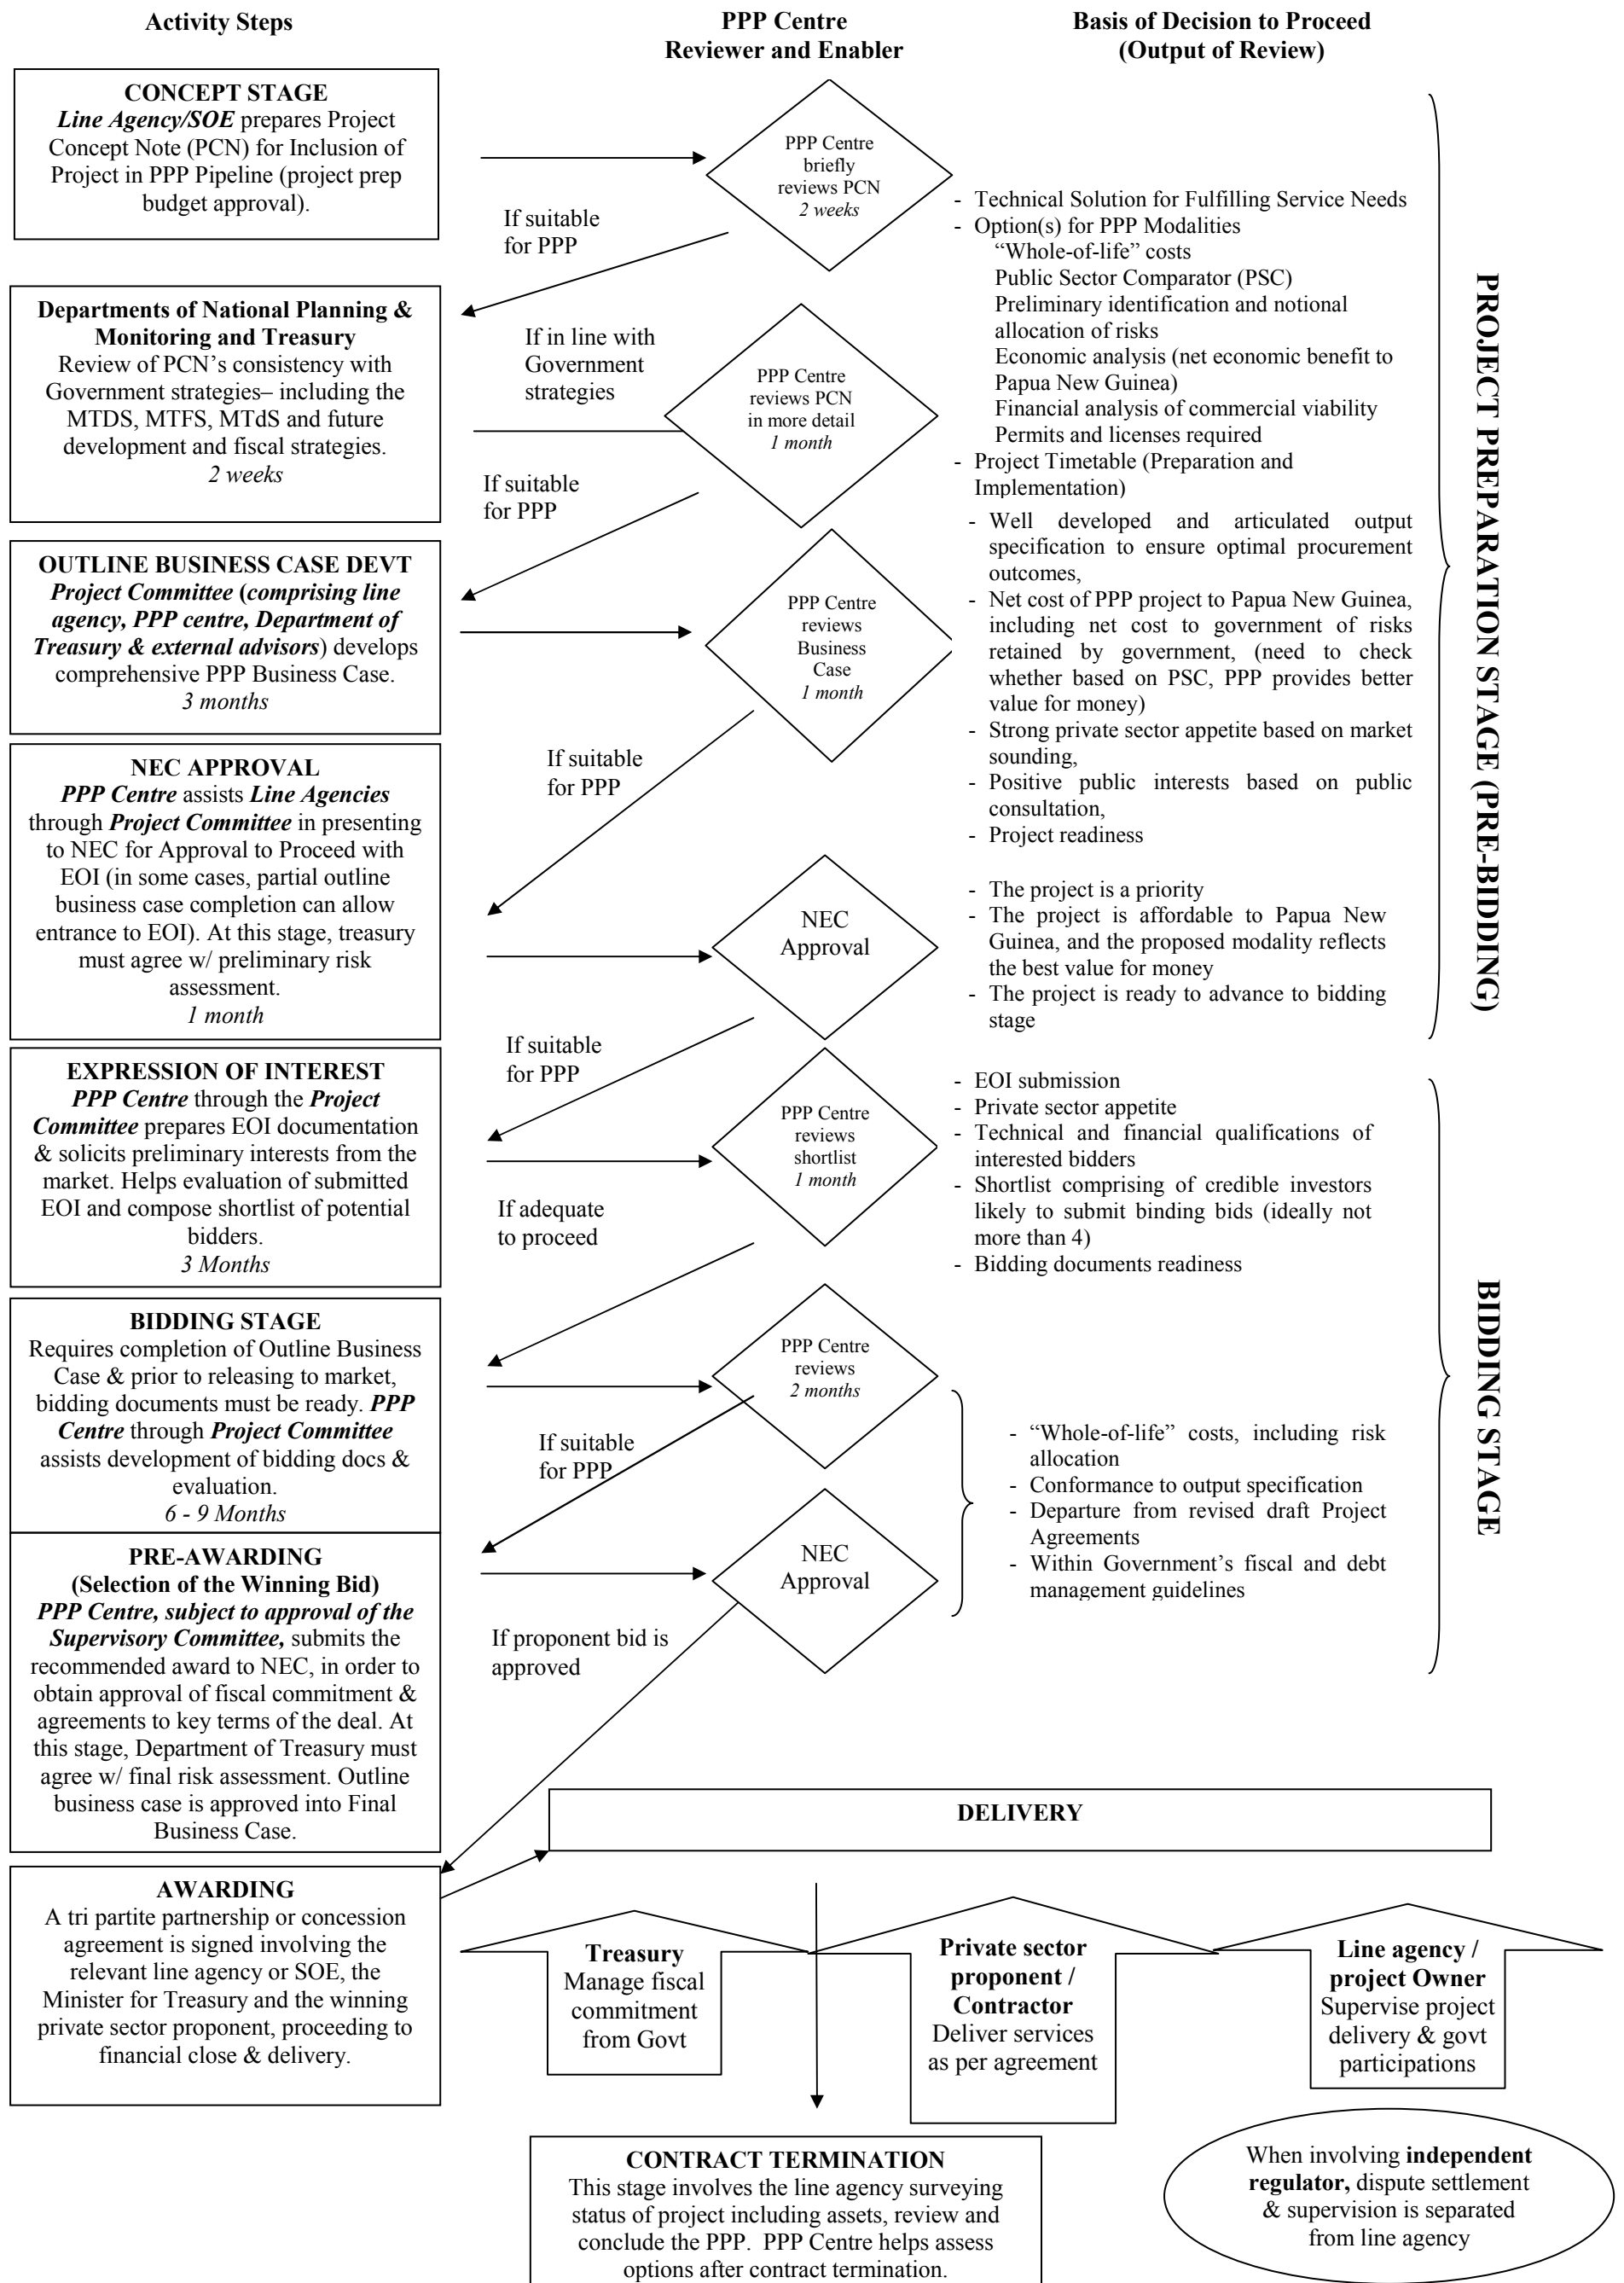 Activity Steps
PPP Centre
Reviewer and Enabler
Basis of Decision to Proceed
(Output of Review)
CONCEPT STAGE
Line Agency/SOE prepares Project
Concept Note (PCN) for Inclusion of
Project in PPP Pipeline (project prep
budget approval).
PPP Centre
briefly
reviews PCN
2 weeks
If suitable
for PPP
- Technical Solution for Fulfilling Service Needs
- Option(s) for PPP Modalities
“Whole-of-life” costs
Public Sector Comparator (PSC)
Preliminary identification and notional
allocation of risks
Economic analysis (net economic benefit to
Papua New Guinea)
Financial analysis of commercial viability
Permits and licenses required
- Project Timetable (Preparation and
Implementation)
Departments of National Planning &
Monitoring and Treasury
Review of PCN’s consistency with
Government strategies– including the
MTDS, MTFS, MTdS and future
development and fiscal strategies.
2 weeks
If in line with
Government
strategies
PPP Centre
reviews PCN
in more detail
1 month
If suitable
for PPP
OUTLINE BUSINESS CASE DEVT
Project Committee (comprising line
agency, PPP centre, Department of
Treasury & external advisors) develops
comprehensive PPP Business Case.
3 months
PPP Centre
reviews
Business
Case
1 month
- Well developed and articulated output
specification to ensure optimal procurement
outcomes,
- Net cost of PPP project to Papua New Guinea,
including net cost to government of risks
retained by government, (need to check
whether based on PSC, PPP provides better
value for money)
- Strong private sector appetite based on market
sounding,
- Positive public interests based on public
consultation,
- Project readiness
If suitable
for PPP
NEC APPROVAL
PPP Centre assists Line Agencies
through Project Committee in presenting
to NEC for Approval to Proceed with
EOI (in some cases, partial outline
business case completion can allow
entrance to EOI). At this stage, treasury
must agree w/ preliminary risk
assessment.
1 month
NEC
Approval
- The project is a priority
- The project is affordable to Papua New
Guinea, and the proposed modality reflects
the best value for money
- The project is ready to advance to bidding
stage
PROJECT PREPARATION STAGE (PRE-BIDDING)
If suitable
for PPP
EXPRESSION OF INTEREST
PPP Centre through the Project
Committee prepares EOI documentation
& solicits preliminary interests from the
market. Helps evaluation of submitted
EOI and compose shortlist of potential
bidders.
3 Months
PPP Centre
reviews
shortlist
1 month
- EOI submission
- Private sector appetite
- Technical and financial qualifications of
interested bidders
- Shortlist comprising of credible investors
likely to submit binding bids (ideally not
more than 4)
- Bidding documents readiness
If adequate
to proceed
BIDDING STAGE
Requires completion of Outline Business
Case & prior to releasing to market,
bidding documents must be ready. PPP
Centre through Project Committee
assists development of bidding docs &
evaluation.
6 - 9 Months
PPP Centre
reviews
2 months
If suitable
for PPP
- “Whole-of-life” costs, including risk
allocation
- Conformance to output specification
- Departure from revised draft Project
Agreements
- Within Government’s fiscal and debt
management guidelines
BIDDING STAGE
PRE-AWARDING
(Selection of the Winning Bid)
PPP Centre, subject to approval of the
Supervisory Committee, submits the
recommended award to NEC, in order to
obtain approval of fiscal commitment &
agreements to key terms of the deal. At
this stage, Department of Treasury must
agree w/ final risk assessment. Outline
business case is approved into Final
Business Case.
NEC
Approval
If proponent bid is
approved
DELIVERY
AWARDING
A tri partite partnership or concession
agreement is signed involving the
relevant line agency or SOE, the
Minister for Treasury and the winning
private sector proponent, proceeding to
financial close & delivery.
Treasury
Manage fiscal
commitment
from Govt
Private sector
proponent /
Contractor
Deliver services
as per agreement
Line agency /
project Owner
Supervise project
delivery & govt
participations
CONTRACT TERMINATION
This stage involves the line agency surveying
status of project including assets, review and
conclude the PPP. PPP Centre helps assess
options after contract termination.
When involving independent
regulator, dispute settlement
& supervision is separated
from line agency